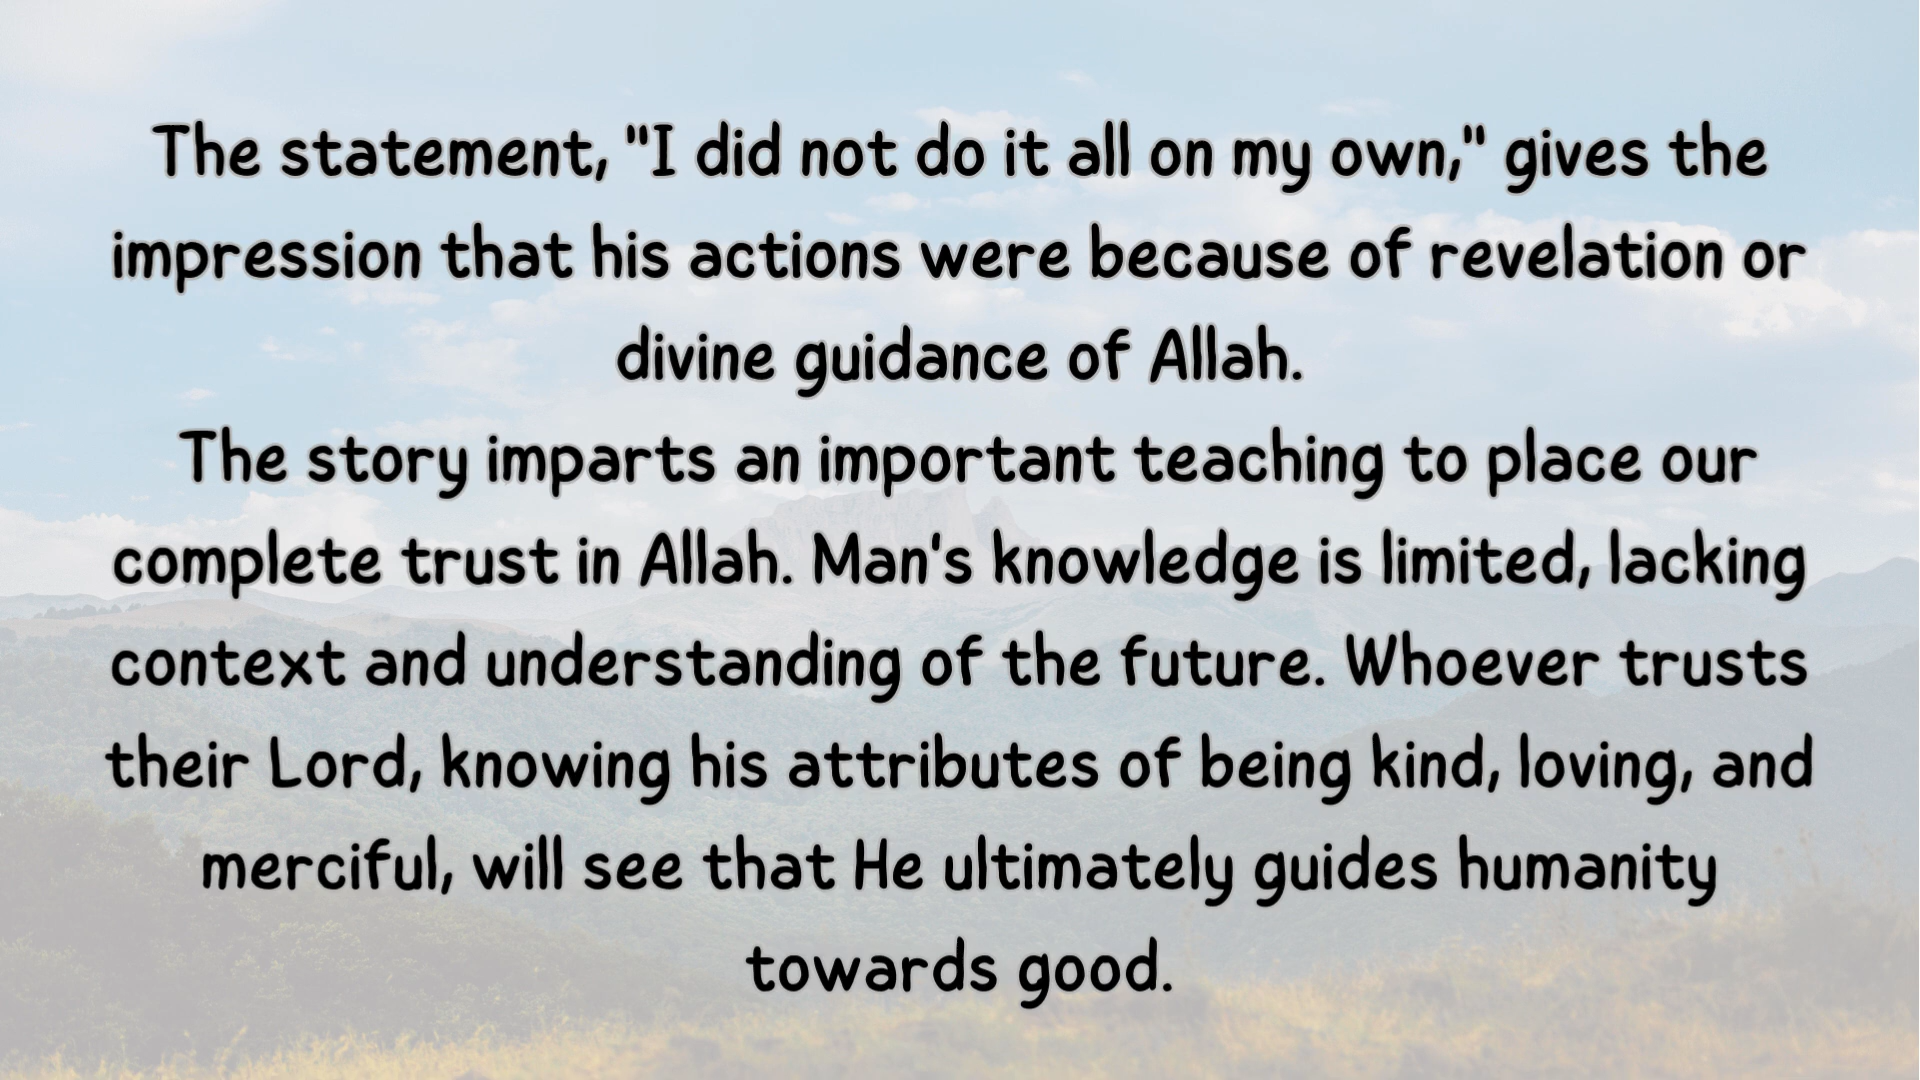 The statement, "I did not do it all on my own," gives the
impression that his actions were because of revelation or
divine guidance of Allah.
The story imparts an important teaching to place our
complete trust in Allah. Man's knowledge is limited, lacking
context and understanding of the future. Whoever trusts
their Lord, knowing his attributes of being kind, loving, and
merciful, will see that He ultimately guides humanity
towards good.